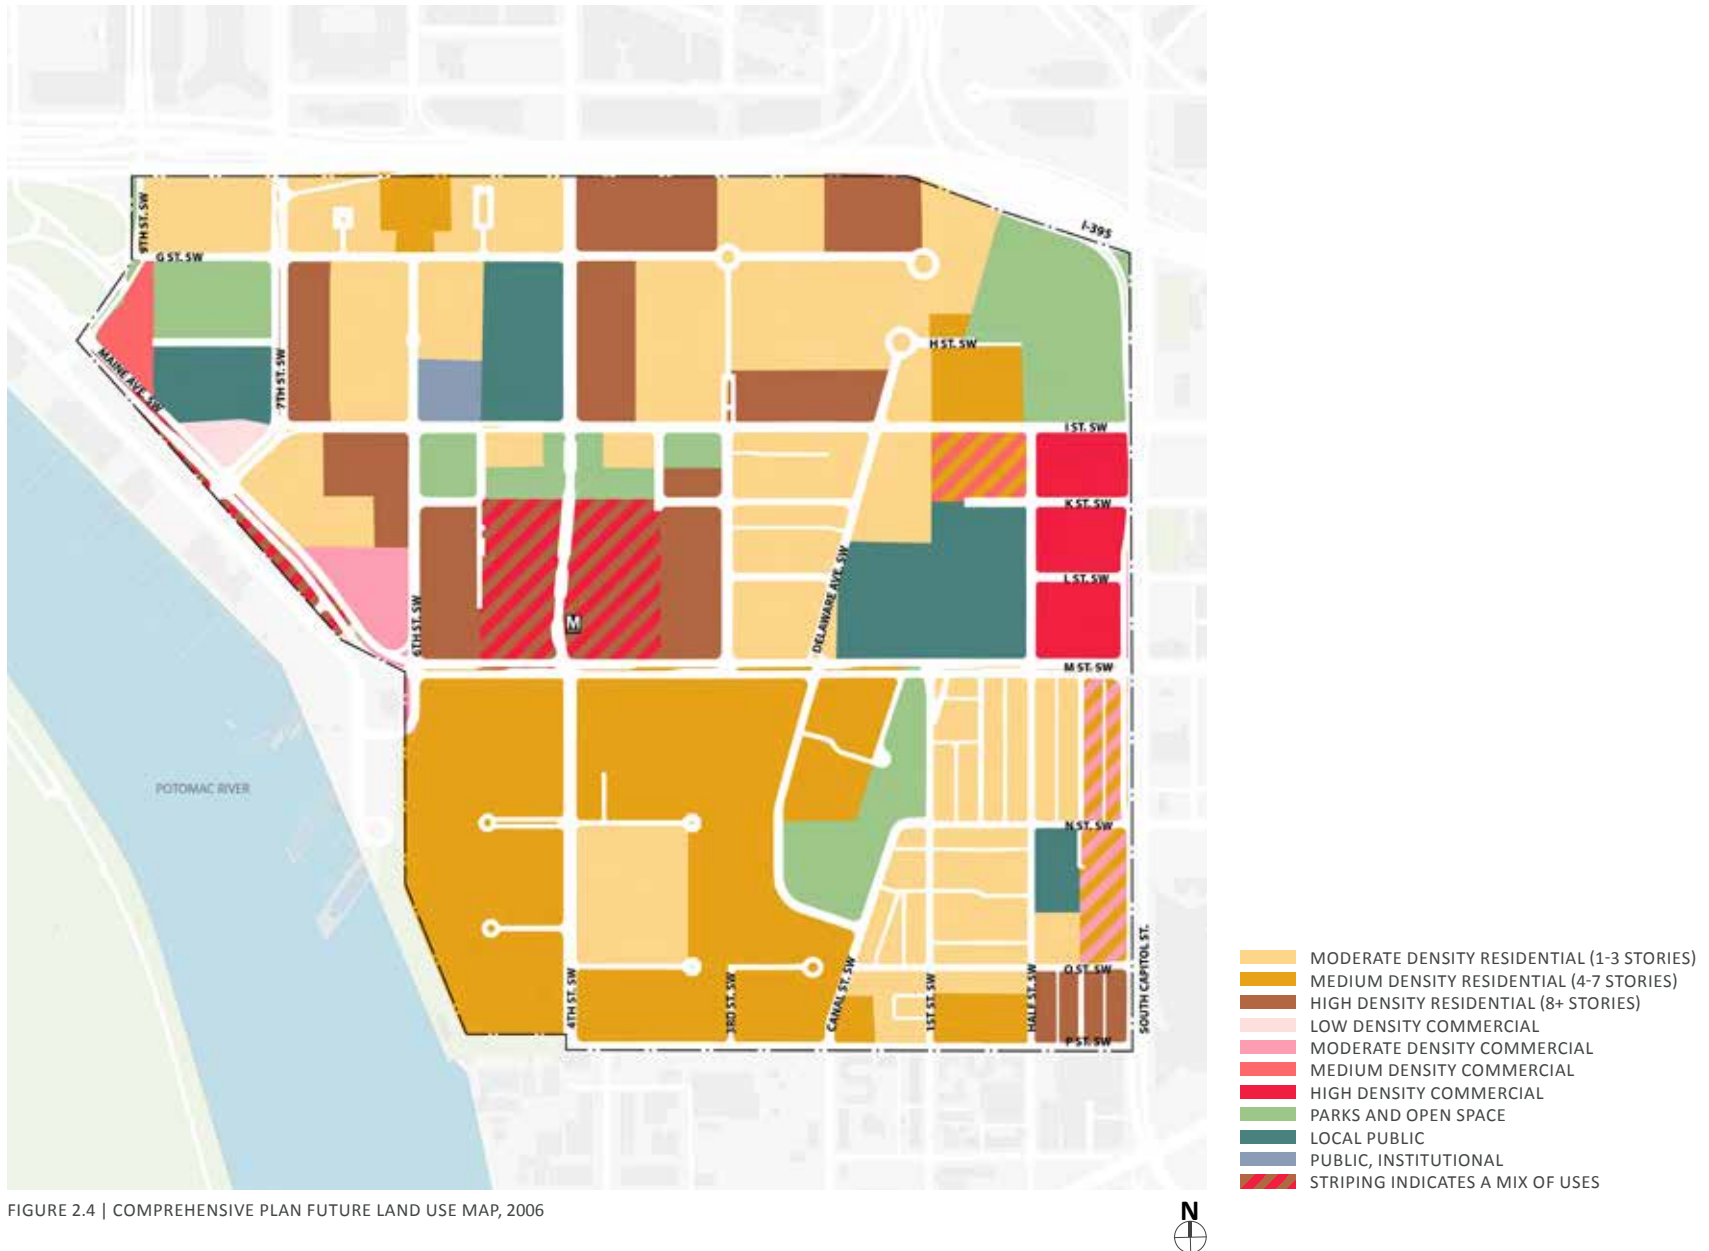 I-395
9TH ST. SW
G ST. SW
7TH ST. SW
H ST. SW
MAINE AVE. SW
I ST. SW
K ST. SW
L ST. SW
DELAWARE AVE. SW
6TH ST. SW
M
M ST. SW
POTOMAC RIVER
N ST. SW
O ST. SW
4TH ST. SW
3RD ST. SW
CANAL ST. SW
1ST ST. SW
HALF ST. SW
SOUTH CAPITOL ST.
P ST. SW
MODERATE DENSITY RESIDENTIAL (1-3 STORIES)
MEDIUM DENSITY RESIDENTIAL (4-7 STORIES)
HIGH DENSITY RESIDENTIAL (8+ STORIES)
LOW DENSITY COMMERCIAL
MODERATE DENSITY COMMERCIAL
MEDIUM DENSITY COMMERCIAL
HIGH DENSITY COMMERCIAL
PARKS AND OPEN SPACE
LOCAL PUBLIC
PUBLIC, INSTITUTIONAL
STRIPING INDICATES A MIX OF USES
FIGURE 2.4 | COMPREHENSIVE PLAN FUTURE LAND USE MAP, 2006
N